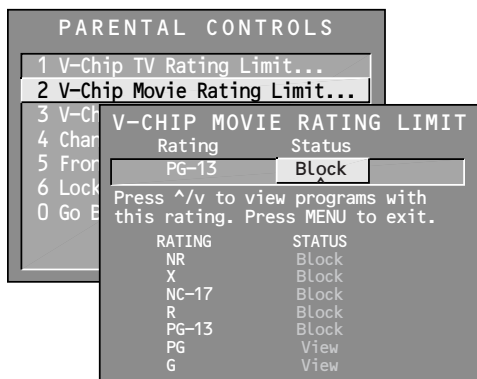 PARENTAL CONTROLS
1 V-Chip TV Rating Limit...
2 V-Chip Movie Rating Limit...
3 V-Ch
4 Chan
5 Fron
6 Lock
0 Go B
V-CHIP MOVIE RATING LIMIT
Rating Status
PG-13 Block
^
Press ^/v to view programs with
this rating. Press MENU to exit.
RATING STATUS
NR Block
X Block
NC-17 Block
R Block
PG-13 Block
PG View
G View